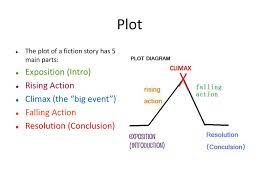 Plot
• The plot of a fiction story has 5
main parts:
• Exposition (Intro)
• Rising Action
• Climax (the “big event”)
• Falling Action
• Resolution (Conclusion)
PLOT DIAGRAM
CLIMAX
rising
action
falling
action
EXPOSITION
(INTRODUCTION)
Resolution
(Conculsion)